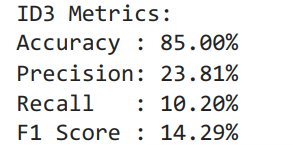 ID3 Metrics:
Accuracy : 85.00%
Precision: 23.81%
Recall   : 10.20%
F1 Score : 14.29%